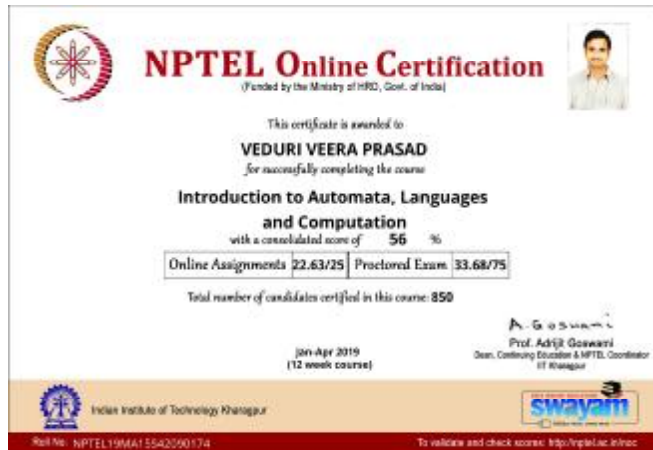 NPTEL Online Certification
(Funded by the Ministry of HRD, Govt. of India)
This certificate is awarded to
VEDURI VEERA PRASAD
for successfully completing the course
Introduction to Automata, Languages
and Computation
with a consolidated score of 56 %
Online Assignments 22.63/25 Proctored Exam 33.68/75
Total number of candidates certified in this course: 850
A. Goswami
Prof. Adrijit Goswami
Jan-Apr 2019
Dean, Continuing Education & NPTEL Coordinator
(12 week course)
IIT Kharagpur
Indian Institute of Technology Kharagpur
swayam
Roll No: NPTEL19MA15S42090174 To validate and check scores: http://nptel.ac.in/noc